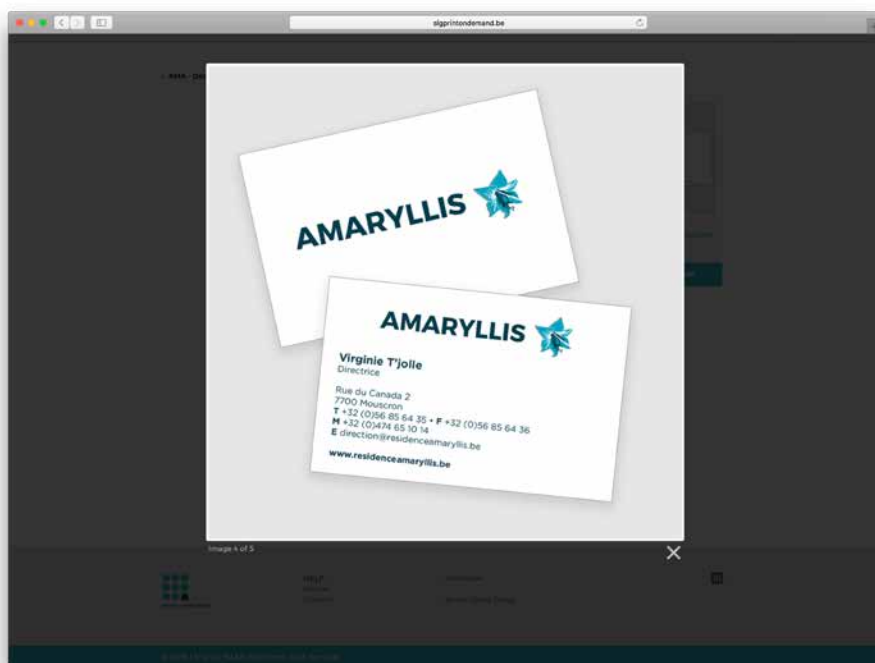 sigprintondemand.be
AMARYLLIS
AMARYLLIS
Virginie T'jolle
Directrice
Rue du Canada 2
7700 Mouscron
T +32 (0)56 85 64 35 • F +32 (0)56 85 64 36
M +32 (0)474 65 10 14
E direction@residenceamaryllis.be
www.residenceamaryllis.be
Image 4 of 5
HELP